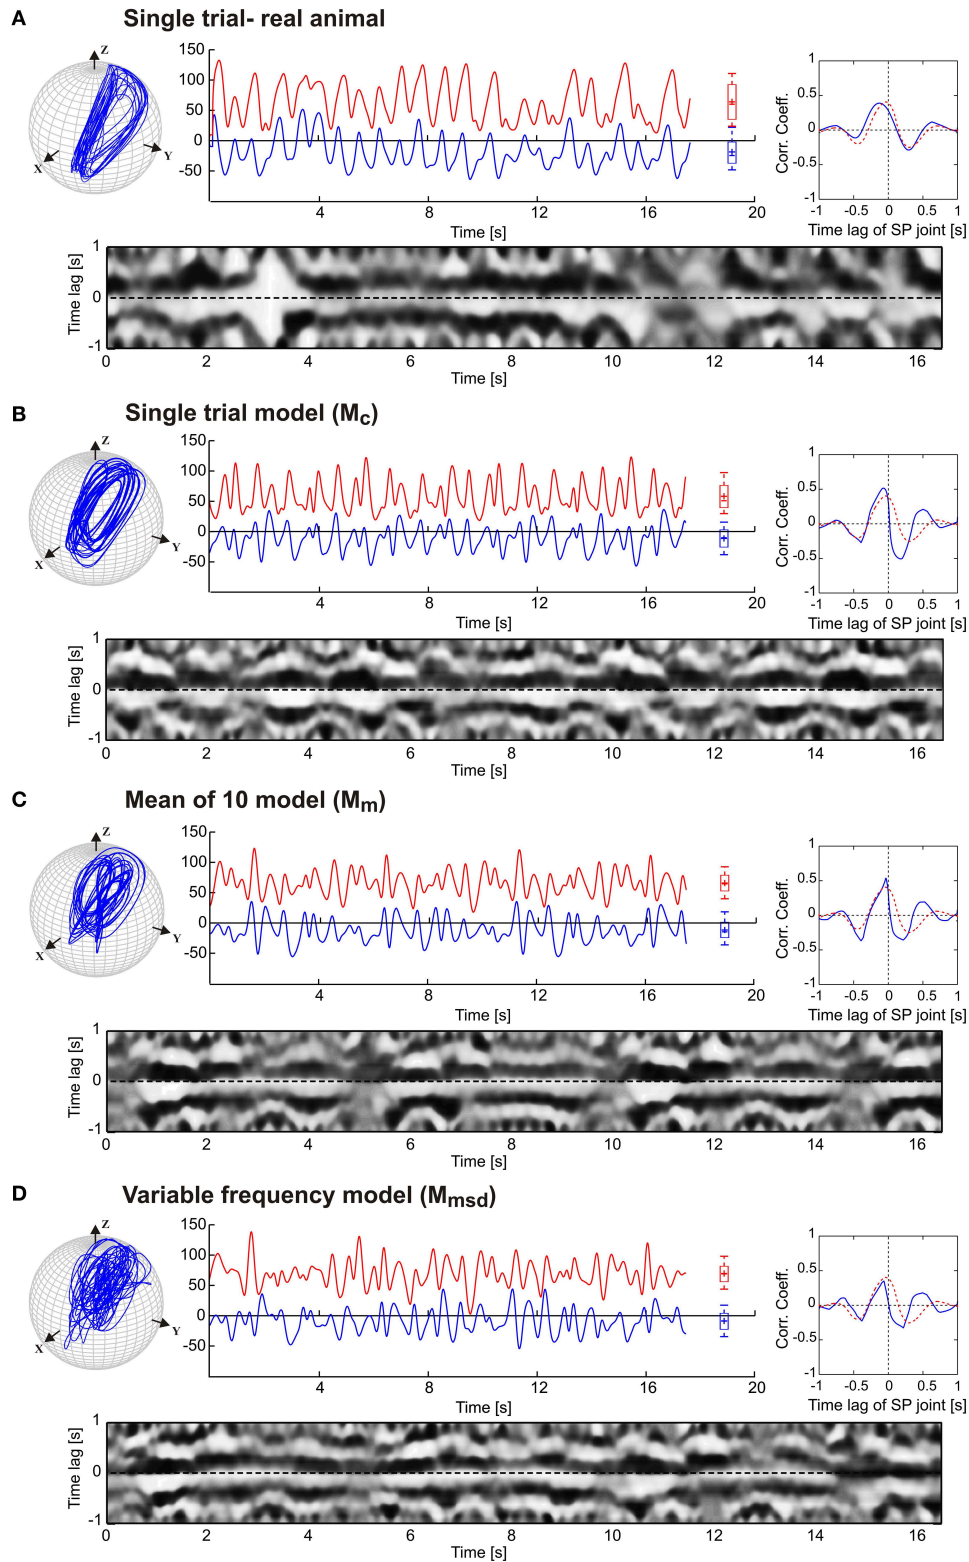 A Single trial- real animal
Z
X
Y
150
100
50
0
-50
4 8 12 16 20
Time [s]
Corr. Coeff.
1
0
-0.5
-1
-1 -0.5 0 0.5 1
Time lag of SP joint [s]
Time lag [s]
1
0
-1
0 2 4 6 8 10 12 14 16
Time [s]
B Single trial model (Mc)
Z
X
Y
150
100
50
0
-50
4 8 12 16 20
Time [s]
Corr. Coeff.
1
0
-0.5
-1
-1 -0.5 0 0.5 1
Time lag of SP joint [s]
Time lag [s]
1
0
-1
0 2 4 6 8 10 12 14 16
Time [s]
C Mean of 10 model (Mm)
Z
X
Y
150
100
50
0
-50
4 8 12 16 20
Time [s]
Corr. Coeff.
1
0
-0.5
-1
-1 -0.5 0 0.5 1
Time lag of SP joint [s]
Time lag [s]
1
0
-1
0 2 4 6 8 10 12 14 16
Time [s]
D Variable frequency model (Mmsd)
Z
X
Y
150
100
50
0
-50
4 8 12 16 20
Time [s]
Corr. Coeff.
1
0
-0.5
-1
-1 -0.5 0 0.5 1
Time lag of SP joint [s]
Time lag [s]
1
0
-1
0 2 4 6 8 10 12 14 16
Time [s]